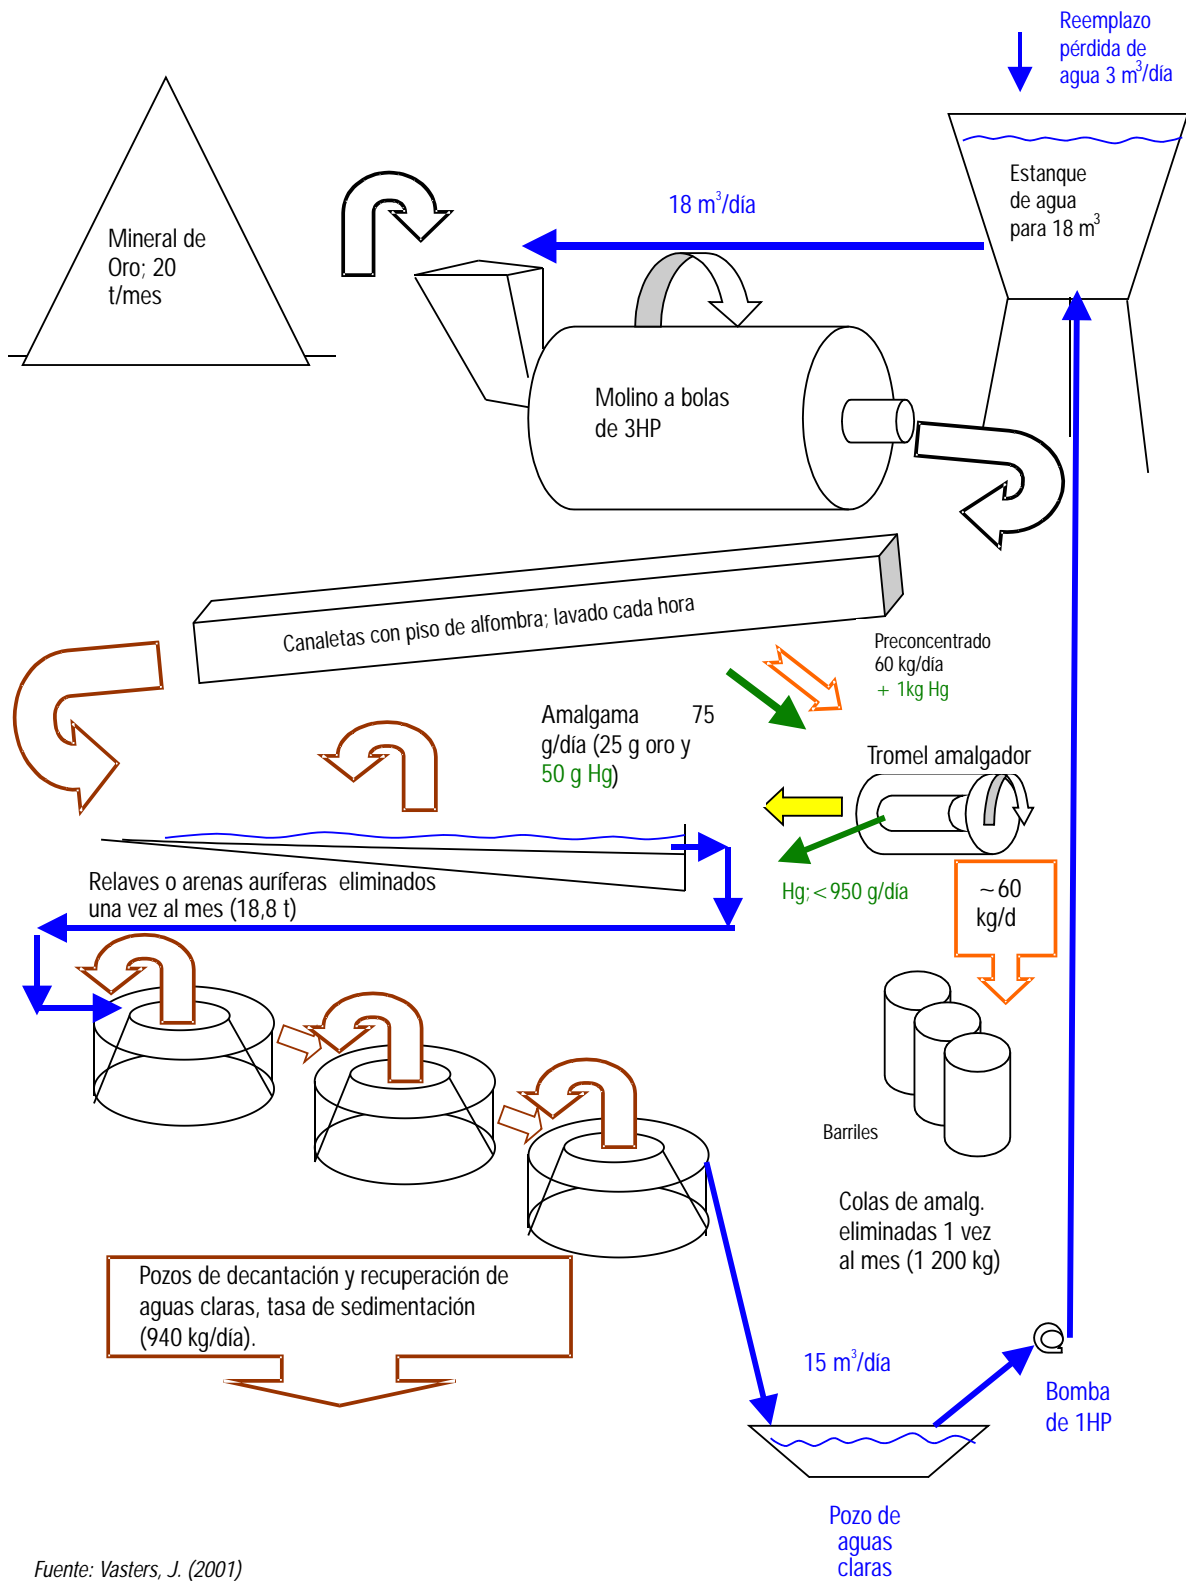 Reemplazo
pérdida de
agua 3 m³/día
Estanque
de agua
para 18 m³
18 m³/día
Mineral de
Oro; 20
t/mes
Molino a bolas
de 3HP
Canaletas con piso de alfombra; lavado cada hora
Preconcentrado
60 kg/día
+ 1kg Hg
Amalgama 75
g/día (25 g oro y
50 g Hg)
Tromel amalgador
Hg; <950 g/día
~60
kg/d
Relaves o arenas auríferas eliminados
una vez al mes (18,8 t)
Barriles
Colas de amalg.
eliminadas 1 vez
al mes (1 200 kg)
Pozos de decantación y recuperación de
aguas claras, tasa de sedimentación
(940 kg/día).
15 m³/día
Bomba
de 1HP
Pozo de
aguas
claras
Fuente: Vasters, J. (2001)